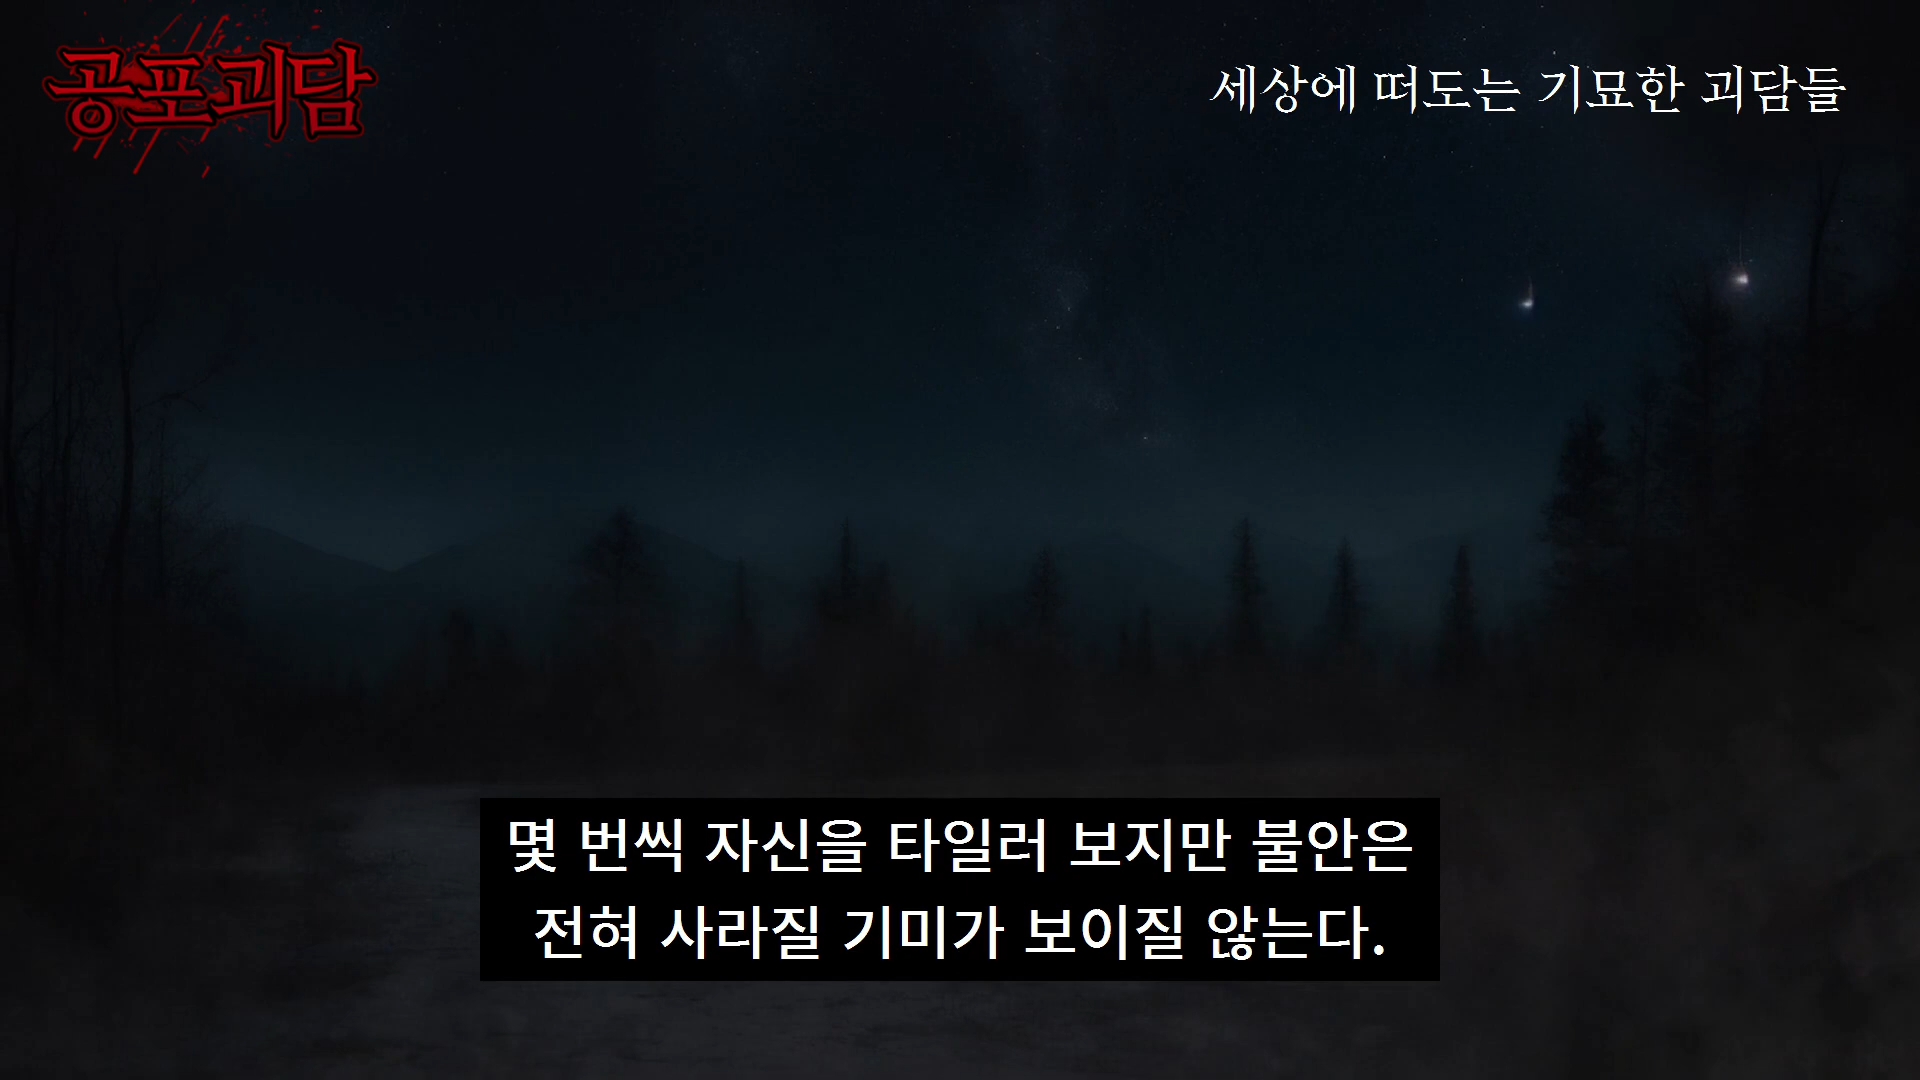 공포괴담
세상에 떠도는 기묘한 괴담들
몇 번씩 자신을 타일러 보지만 불안은
전혀 사라질 기미가 보이질 않는다.